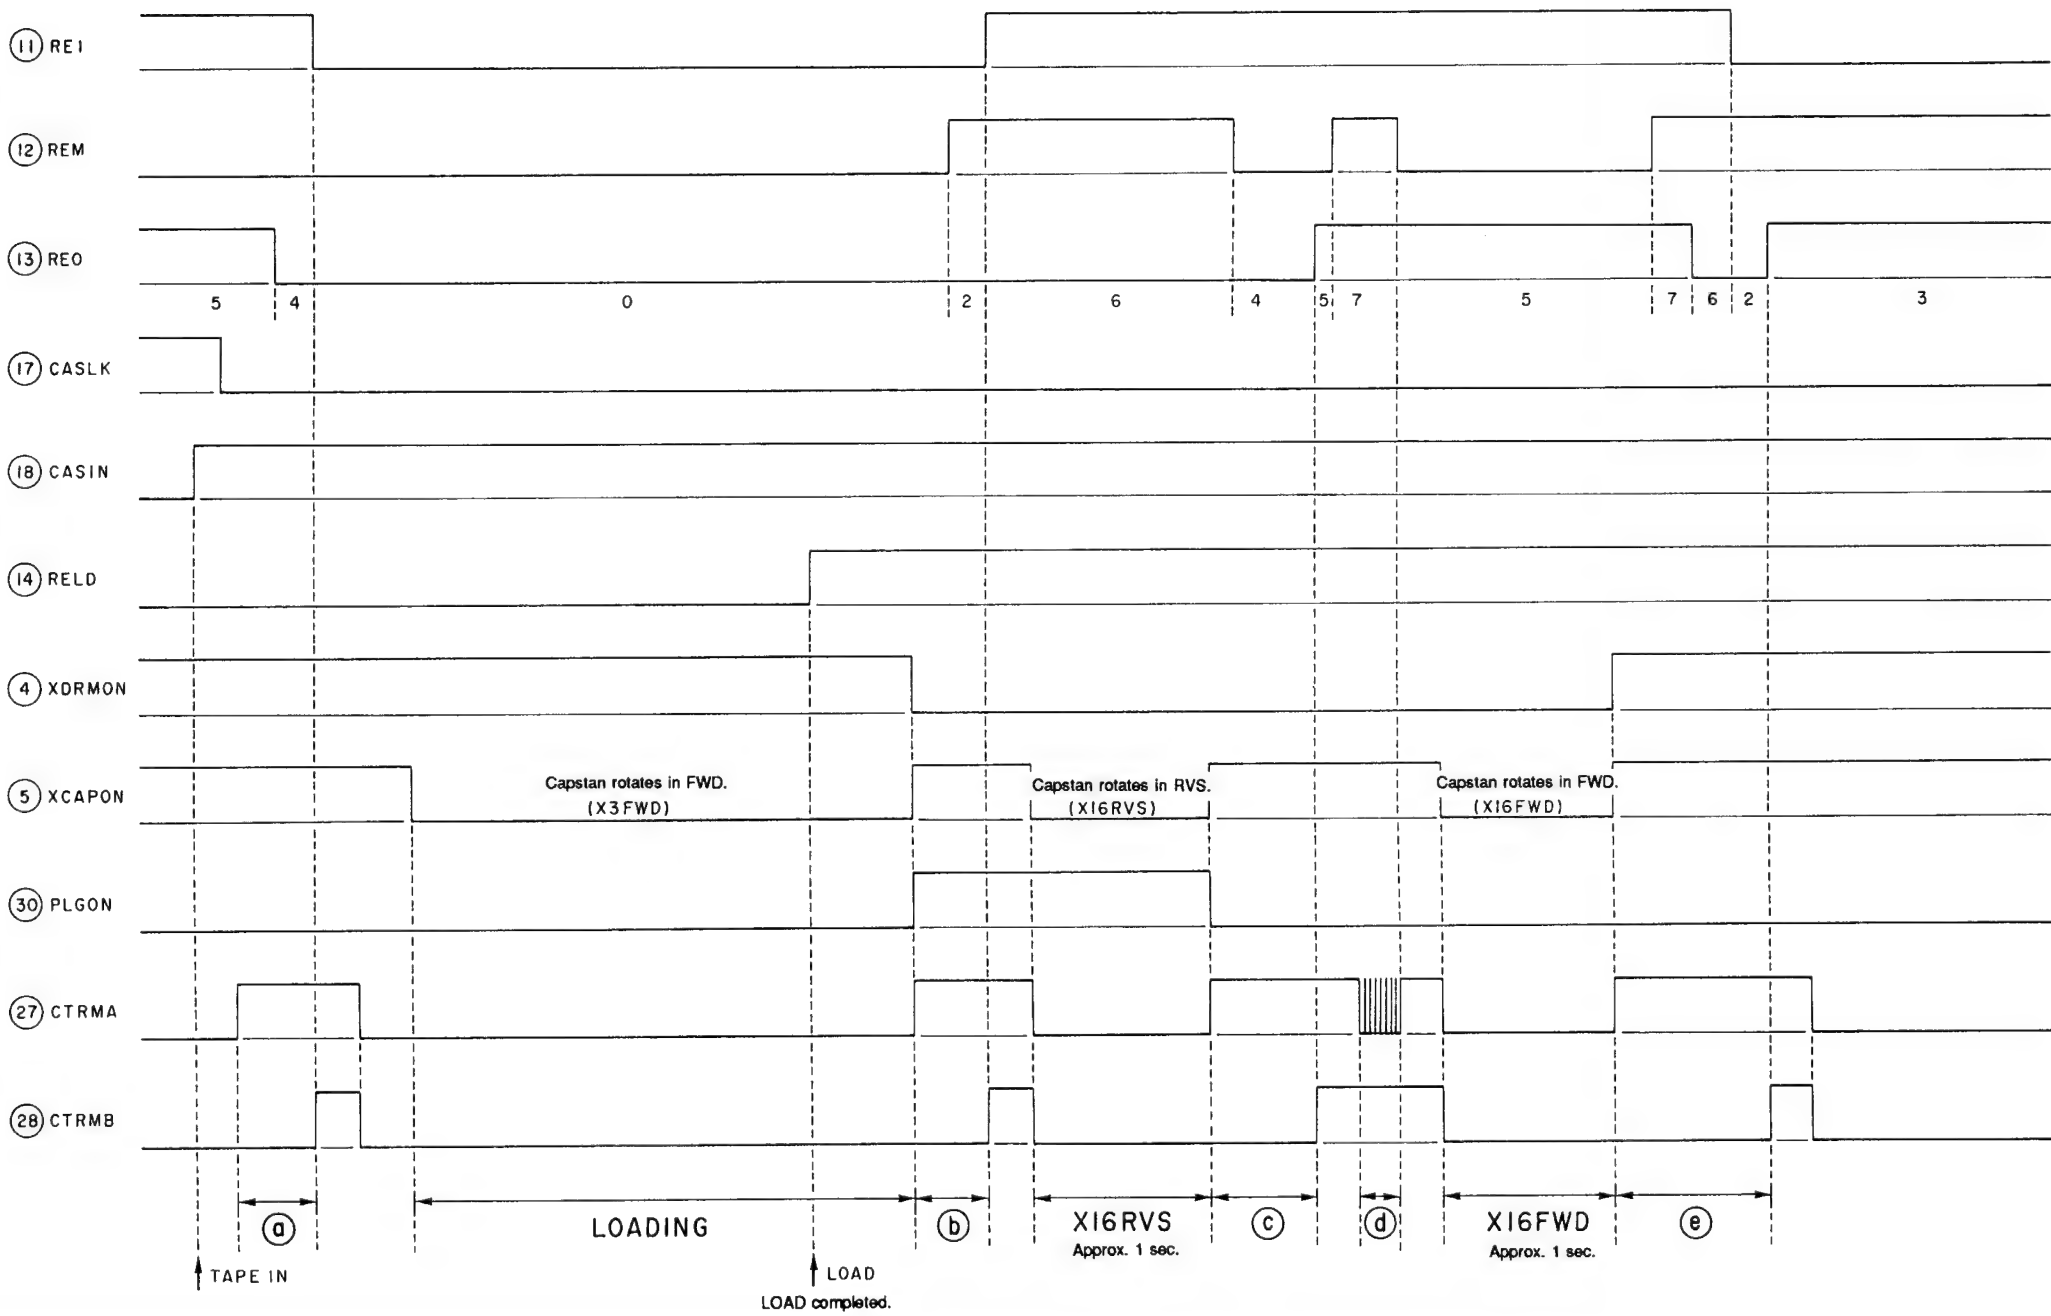 11 RE1
12 REM
13 REO
5 4 0 2 6 4 5 7 5 7 6 2 3
17 CASLK
18 CASIN
14 RELD
4 XDRMON
5 XCAPON
Capstan rotates in FWD.
(X3FWD)
Capstan rotates in RVS.
(X16RVS)
Capstan rotates in FWD.
(X16FWD)
30 PLGON
27 CTRMA
28 CTRMB
a
LOADING
b
X16RVS
Approx. 1 sec.
c
d
X16FWD
Approx. 1 sec.
e
TAPE IN
LOAD
LOAD completed.